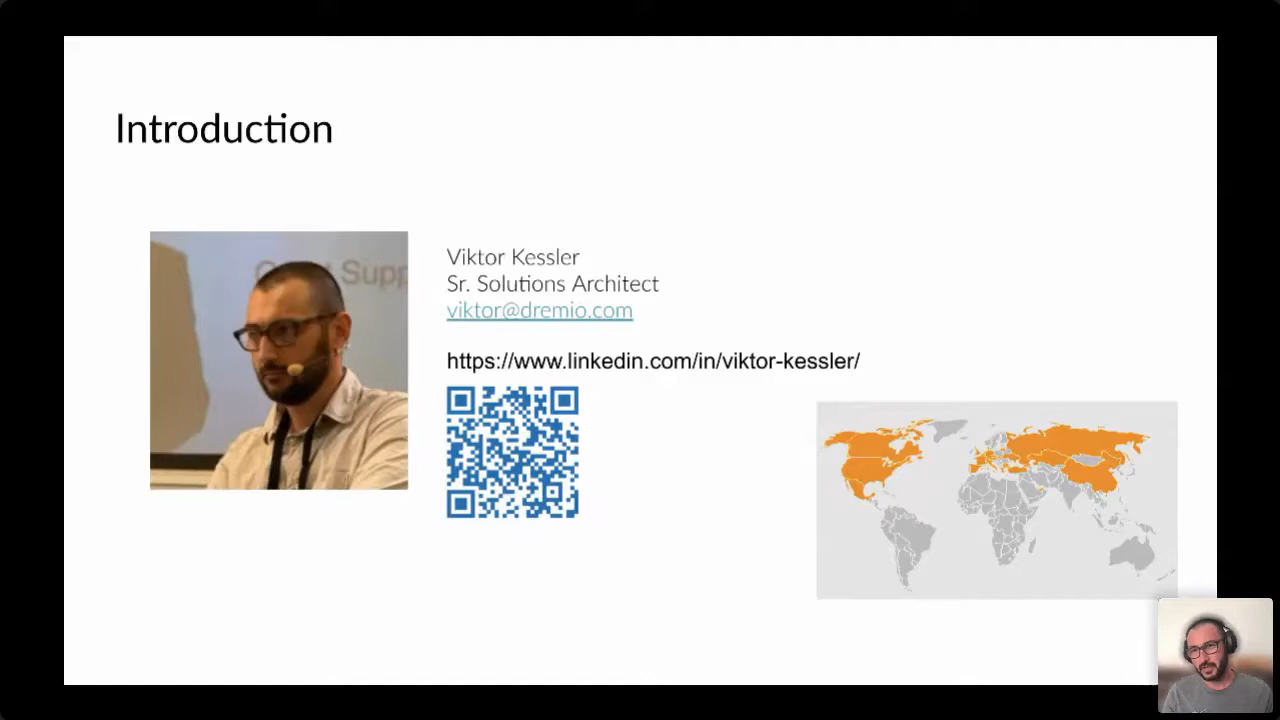 Introduction
Viktor Kessler
Sr. Solutions Architect
viktor@dremio.com
https://www.linkedin.com/in/viktor-kessler/